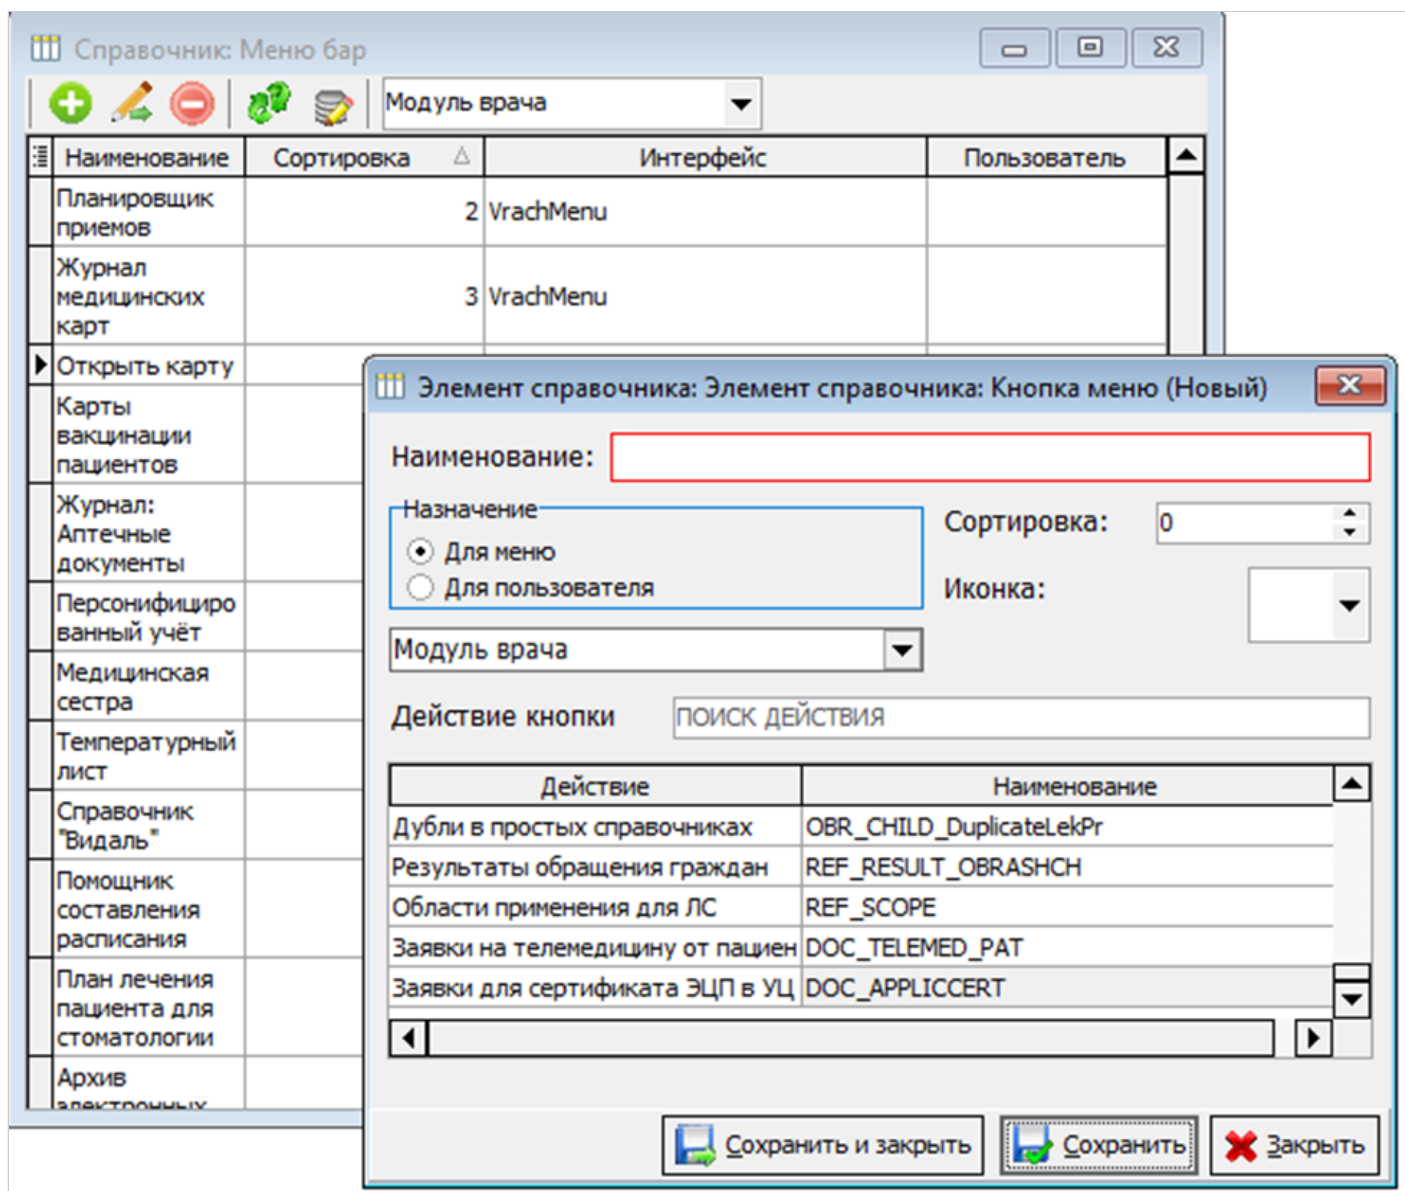 Справочник: Меню бар
Модуль врача
Наименование Сортировка Интерфейс Пользователь
Планировщик
приемов
2 VrachMenu
Журнал
медицинских
карт
3 VrachMenu
Открыть карту
Карты
вакцинации
пациентов
Журнал:
Аптечные
документы
Персонифициро
ванный учёт
Медицинская
сестра
Температурный
лист
Справочник
"Видаль"
Помощник
составления
расписания
План лечения
пациента для
стоматологии
Архив
электронных
Элемент справочника: Элемент справочника: Кнопка меню (Новый)
Наименование:
Назначение
Для меню
Для пользователя
Сортировка: 0
Иконка:
Модуль врача
Действие кнопки ПОИСК ДЕЙСТВИЯ
Действие Наименование
Дубли в простых справочниках OBR_CHILD_DuplicateLekPr
Результаты обращения граждан REF_RESULT_OBRASHCH
Области применения для ЛС REF_SCOPE
Заявки на телемедицину от пациен DOC_TELEMED_PAT
Заявки для сертификата ЭЦП в УЦ DOC_APPLICCERT
Сохранить и закрыть Сохранить Закрыть